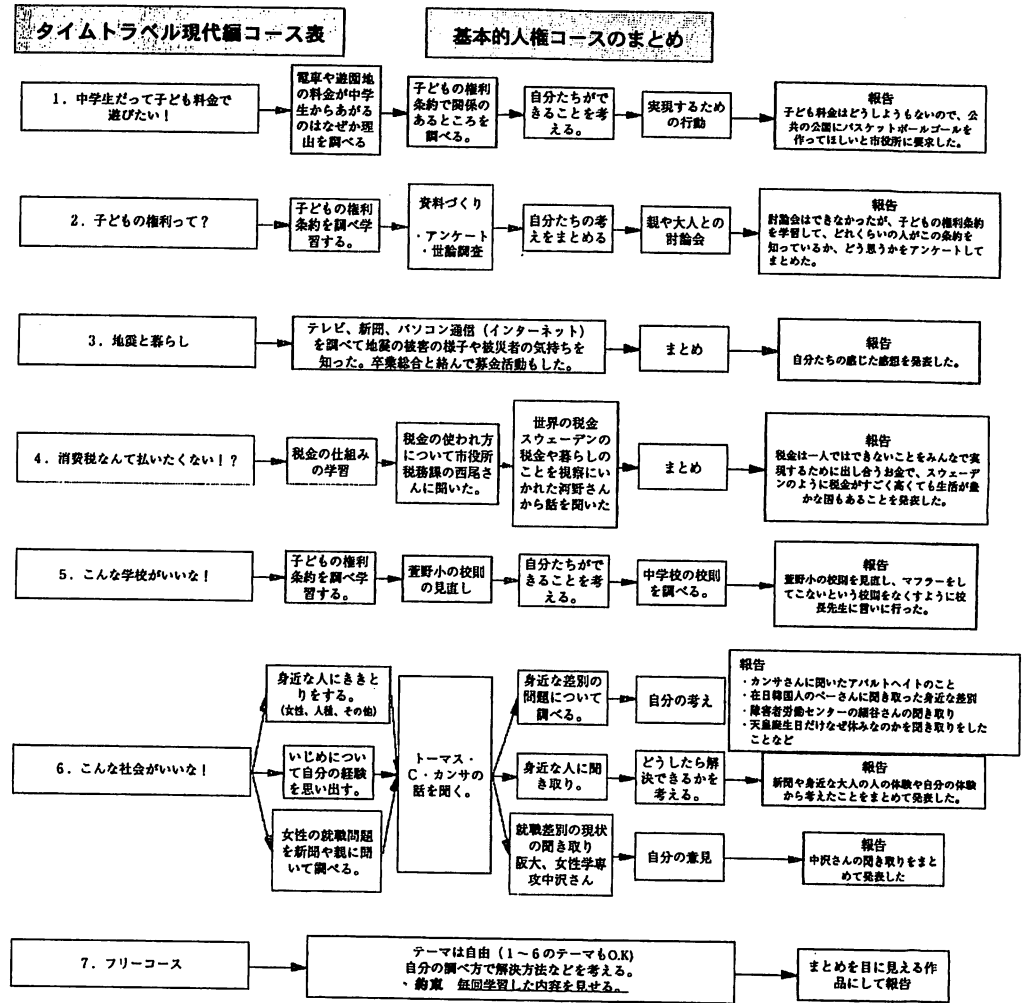 タイムトラベル現代編コース表
基本的人権コースのまとめ
1．中学生だって子ども料金で
遊びたい！
電車や遊園地
の料金が中学
生からあがる
のはなぜか理
由を調べる
子どもの権利
条約で関係の
あるところを
調べる。
自分たちがで
きることを考
える。
実現するため
の行動
報告
子ども料金はどうしようもないので、公
共の公園にバスケットボールゴールを
作ってほしいと市役所に要求した。
2．子どもの権利って？
子どもの権利
条約を調べ学
習する。
資料づくり
・アンケート
・世論調査
自分たちの考
えをまとめる
親や大人との
討論会
報告
討論会はできなかったが、子どもの権利条約
を学習して、どれくらいの人がこの条約を
知っているか、どう思うかをアンケートして
まとめた。
3．地震と暮らし
テレビ、新聞、パソコン通信（インターネット）
を調べて地震の被害の様子や被災者の気持ちを
知った。卒業総合と絡んで募金活動もした。
まとめ
報告
自分たちの感じた感想を発表した。
4．消費税なんて払いたくない！？
税金の仕組み
の学習
税金の使われ方
について市役所
税務課の西尾さ
んに聞いた。
世界の税金
スウェーデンの
税金や暮らしの
ことを視察にい
かれた河野さん
から話を聞いた
まとめ
報告
税金は一人ではできないことをみんなで実
現するために出し合うお金で、スウェー
デンのように税金がすごく高くても生活が豊
かな国もあることを発表した。
5．こんな学校がいいな！
子どもの権利
条約を調べ学
習する。
萱野小の校則
の見直し
自分たちがで
きることを考
える。
中学校の校則
を調べる。
報告
萱野小の校則を見直し、マフラーをし
てこないという校則をなくすように校
長先生に言いに行った。
6．こんな社会がいいな！
身近な人にきき
とりをする。
（女性、人種、その他）
いじめについ
て自分の経験
を思い出す。
女性の就職問題
を新聞や親に聞
いて調べる。
トーマス・
C・カンサの
話を聞く。
身近な差別の
問題について
調べる。
自分の考え
報告
・カンサさんに聞いたアパルトヘイトのこと
・在日韓国人のペーさんに聞き取った身近な差別
・障害者労働センターの細谷さんの聞き取り
・天皇誕生日だけなぜ休みなのかを聞き取りをした
ことなど
身近な人に聞
き取り。
どうしたら解
決できるかを
考える。
報告
新聞や身近な大人の人の体験や自分の体験
から考えたことをまとめて発表した。
就職差別の現状
の聞き取り
阪大、女性学専
攻中沢さん
自分の意見
報告
中沢さんの聞き取りをまと
めて発表した
7．フリーコース
テーマは自由（1～6のテーマもO.K）
自分の調べ方で解決方法などを考える。
・約束　毎回学習した内容を見せる。
まとめを目に見える作
品にして報告